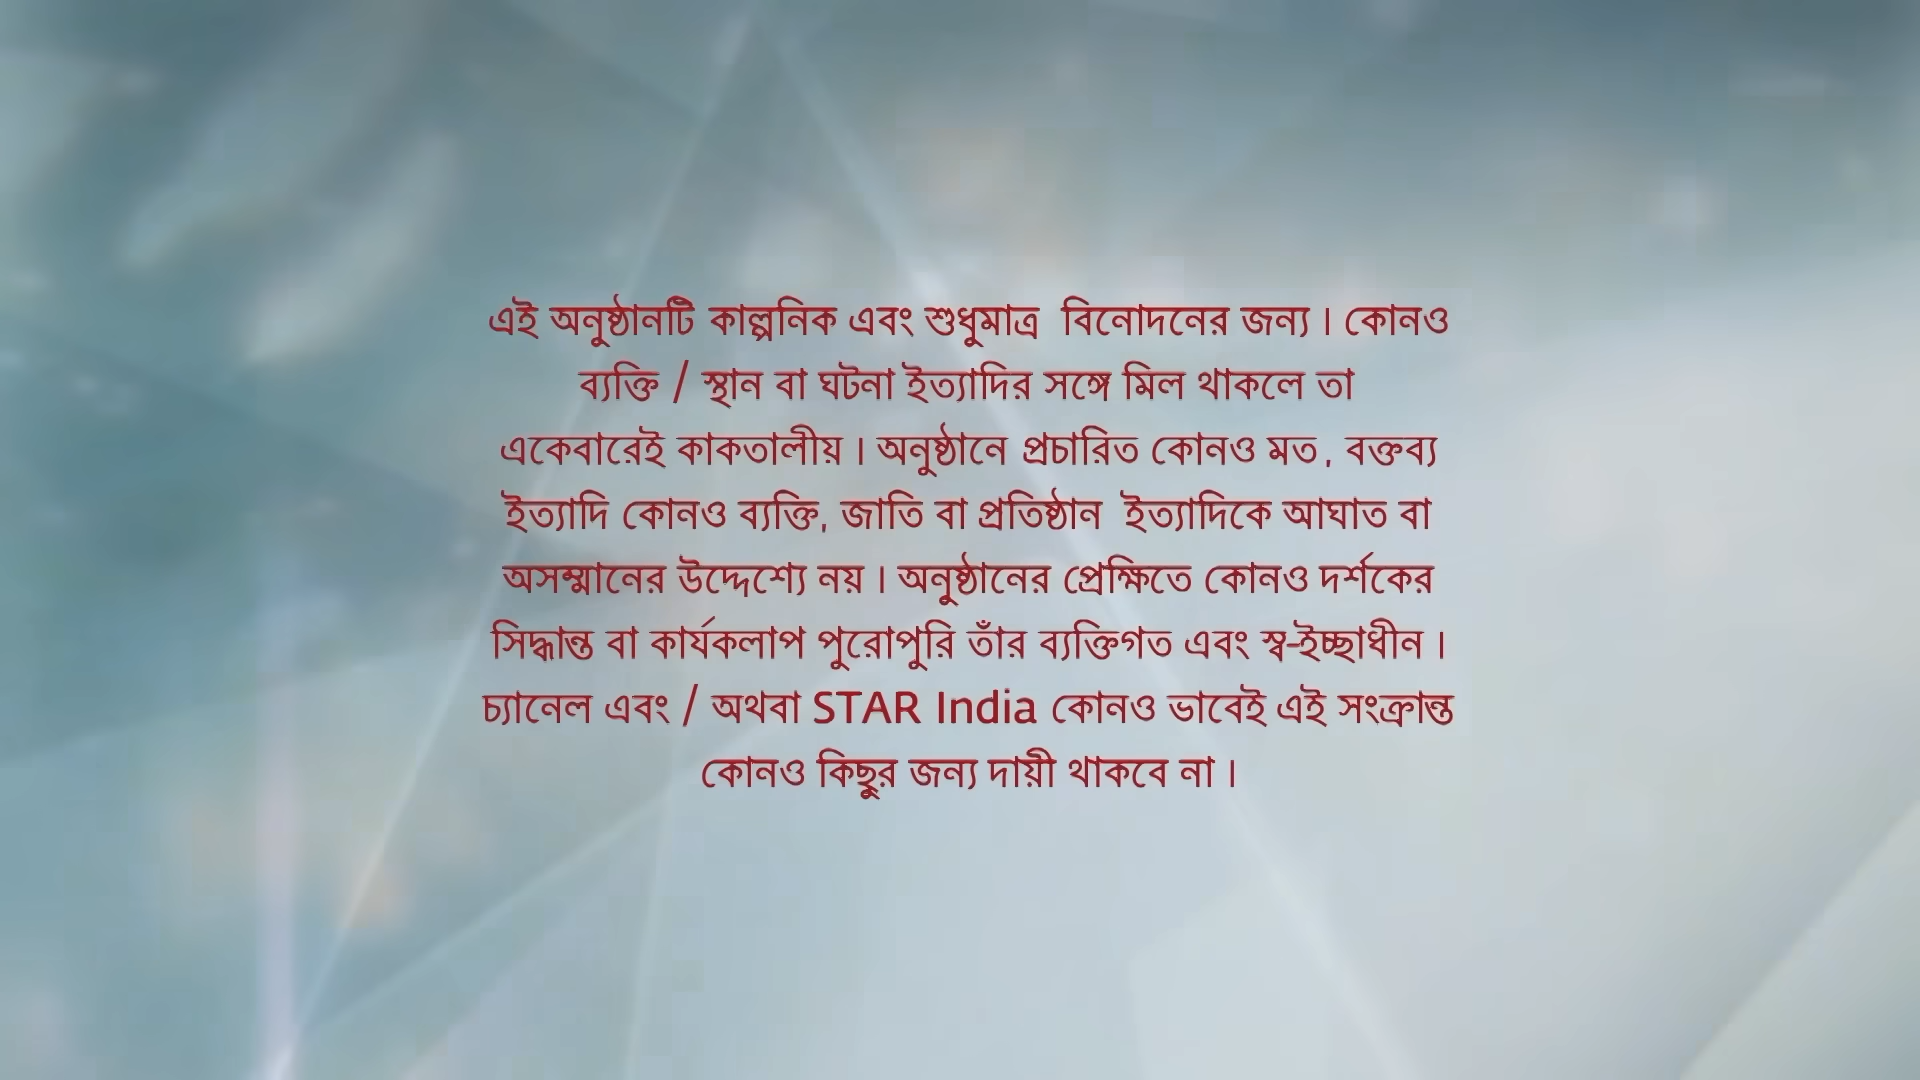 এই অনুষ্ঠানটি কাল্পনিক এবং শুধুমাত্র বিনোদনের জন্য । কোনও
ব্যক্তি / স্থান বা ঘটনা ইত্যাদির সঙ্গে মিল থাকলে তা
একেবারেই কাকতালীয় । অনুষ্ঠানে প্রচারিত কোনও মত , বক্তব্য
ইত্যাদি কোনও ব্যক্তি, জাতি বা প্রতিষ্ঠান ইত্যাদিকে আঘাত বা
অসম্মানের উদ্দেশ্যে নয় । অনুষ্ঠানের প্রেক্ষিতে কোনও দর্শকের
সিদ্ধান্ত বা কার্যকলাপ পুরোপুরি তাঁর ব্যক্তিগত এবং স্ব-ইচ্ছাধীন ।
চ্যানেল এবং / অথবা STAR India কোনও ভাবেই এই সংক্রান্ত
কোনও কিছুর জন্য দায়ী থাকবে না ।